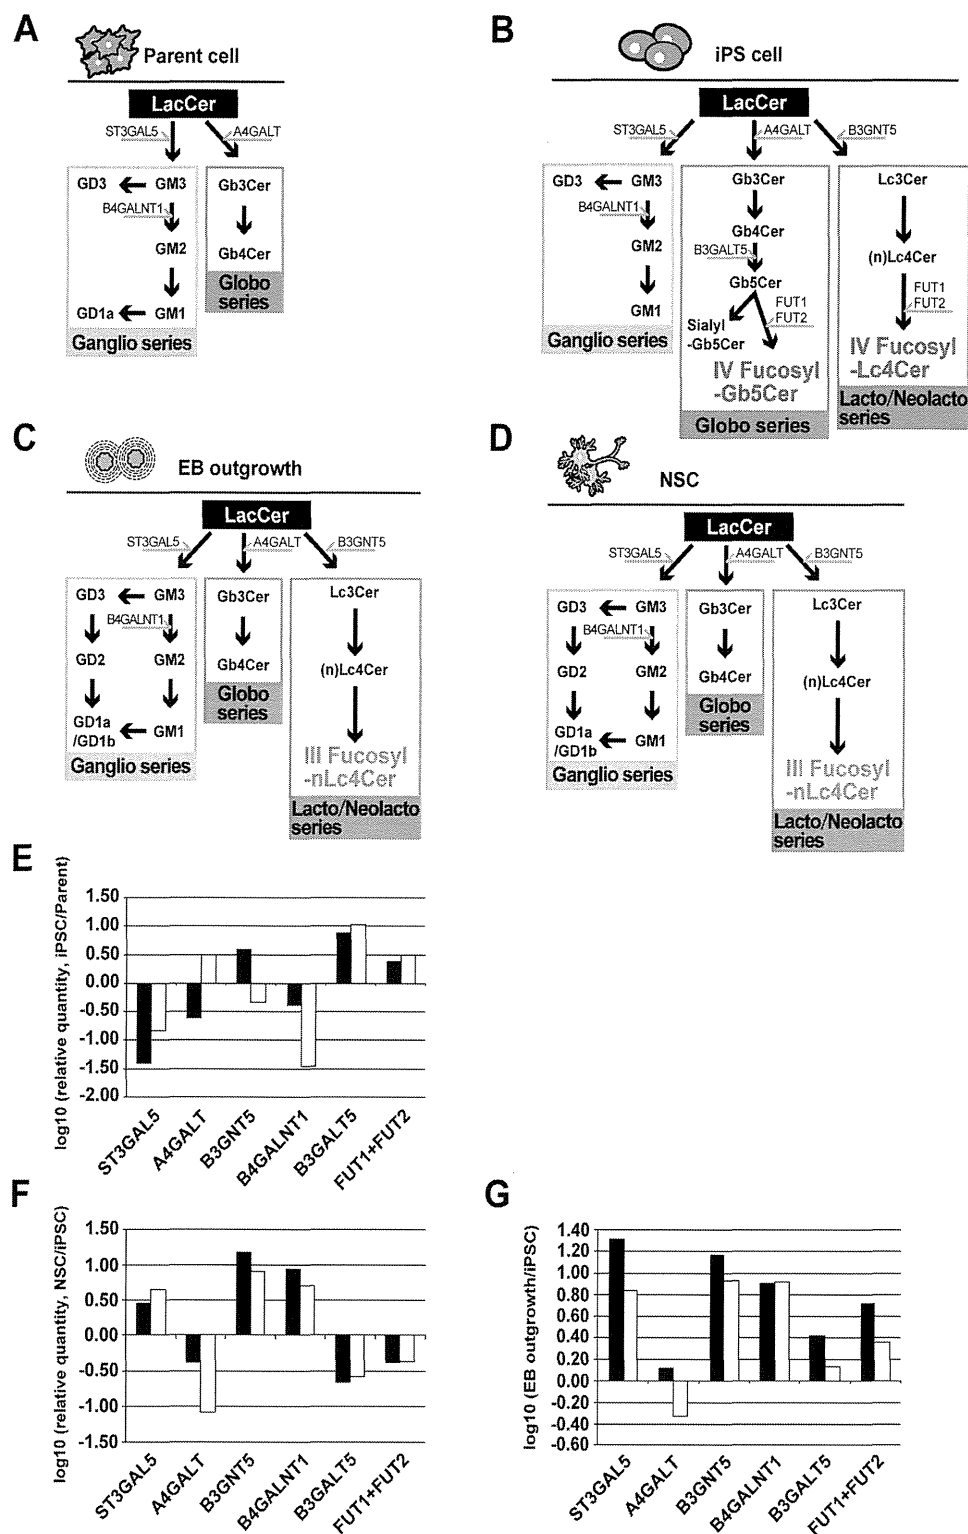 A
Parent cell
LacCer
ST3GAL5
A4GALT
GD3
GM3
B4GALNT1
GM2
GD1a
GM1
Ganglio series
Gb3Cer
Gb4Cer
Globo
series
B
iPS cell
LacCer
ST3GAL5
A4GALT
B3GNT5
GD3
GM3
B4GALNT1
GM2
GM1
Ganglio series
Gb3Cer
Gb4Cer
B3GALT5
Gb5Cer
FUT1
FUT2
Sialyl
-Gb5Cer
IV Fucosyl
-Gb5Cer
Globo series
Lc3Cer
(n)Lc4Cer
FUT1
FUT2
IV Fucosyl
-Lc4Cer
Lacto/Neolacto
series
C
EB outgrowth
LacCer
ST3GAL5
A4GALT
B3GNT5
GD3
GM3
B4GALNT1
GD2
GM2
GD1a
/GD1b
GM1
Ganglio series
Gb3Cer
Gb4Cer
Globo
series
Lc3Cer
(n)Lc4Cer
III Fucosyl
-nLc4Cer
Lacto/Neolacto
series
D
NSC
LacCer
ST3GAL5
A4GALT
B3GNT5
GD3
GM3
B4GALNT1
GD2
GM2
GD1a
/GD1b
GM1
Ganglio series
Gb3Cer
Gb4Cer
Globo
series
Lc3Cer
(n)Lc4Cer
III Fucosyl
-nLc4Cer
Lacto/Neolacto
series
E
log10 (relative quantity, iPSC/Parent)
1.50
1.00
0.50
0.00
-0.50
-1.00
-1.50
-2.00
ST3GAL5
A4GALT
B3GNT5
B4GALNT1
B3GALT5
FUT1+FUT2
F
log10 (relative quantity, NSC/iPSC)
1.50
1.00
0.50
0.00
-0.50
-1.00
-1.50
ST3GAL5
A4GALT
B3GNT5
B4GALNT1
B3GALT5
FUT1+FUT2
G
log10 (EB outgrowth/iPSC)
1.40
1.20
1.00
0.80
0.60
0.40
0.20
0.00
-0.20
-0.40
-0.60
ST3GAL5
A4GALT
B3GNT5
B4GALNT1
B3GALT5
FUT1+FUT2